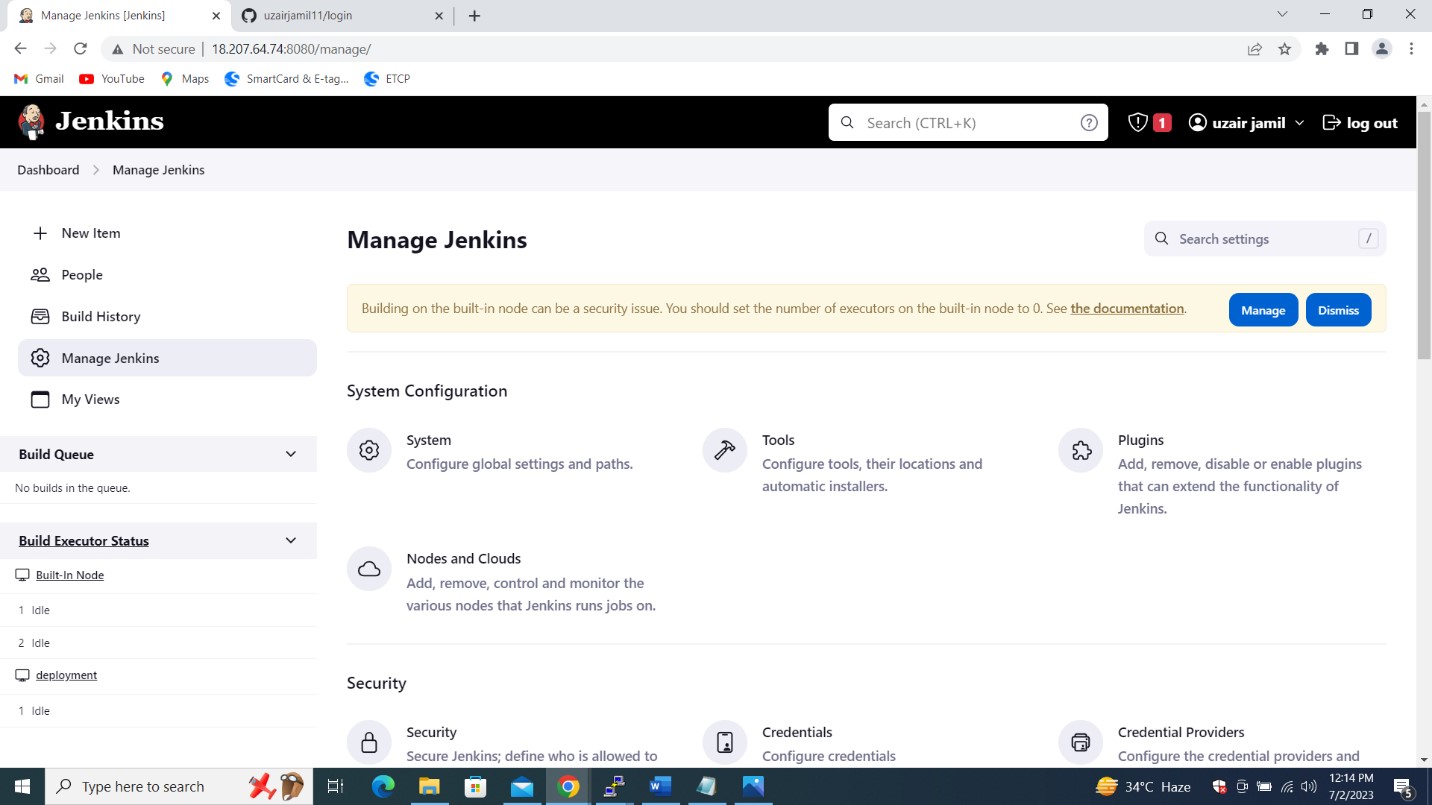 Manage Jenkins [Jenkins]
uzairjamil11/login
Not secure | 18.207.64.74:8080/manage/
Gmail YouTube Maps SmartCard & E-tag... ETCP
Jenkins
Search (CTRL+K)
1
uzair jamil
log out
Dashboard > Manage Jenkins
New Item
People
Build History
Manage Jenkins
My Views
Build Queue
No builds in the queue.
Build Executor Status
Built-In Node
1 Idle
2 Idle
deployment
1 Idle
Manage Jenkins
Search settings /
Building on the built-in node can be a security issue. You should set the number of executors on the built-in node to 0. See the documentation.
Manage
Dismiss
System Configuration
System
Configure global settings and paths.
Tools
Configure tools, their locations and
automatic installers.
Plugins
Add, remove, disable or enable plugins
that can extend the functionality of
Jenkins.
Nodes and Clouds
Add, remove, control and monitor the
various nodes that Jenkins runs jobs on.
Security
Security
Secure Jenkins; define who is allowed to
Credentials
Configure credentials
Credential Providers
Configure the credential providers and
Type here to search
34°C Haze
12:14 PM
7/2/2023
5